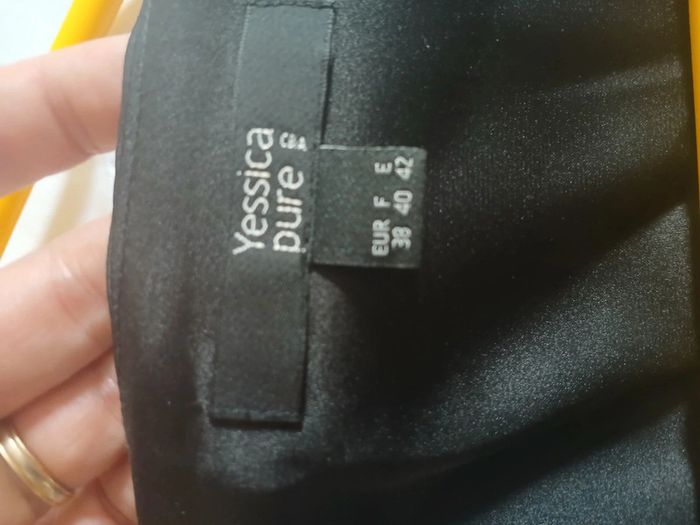 Yessica
pure
EUR F E
38 40 42